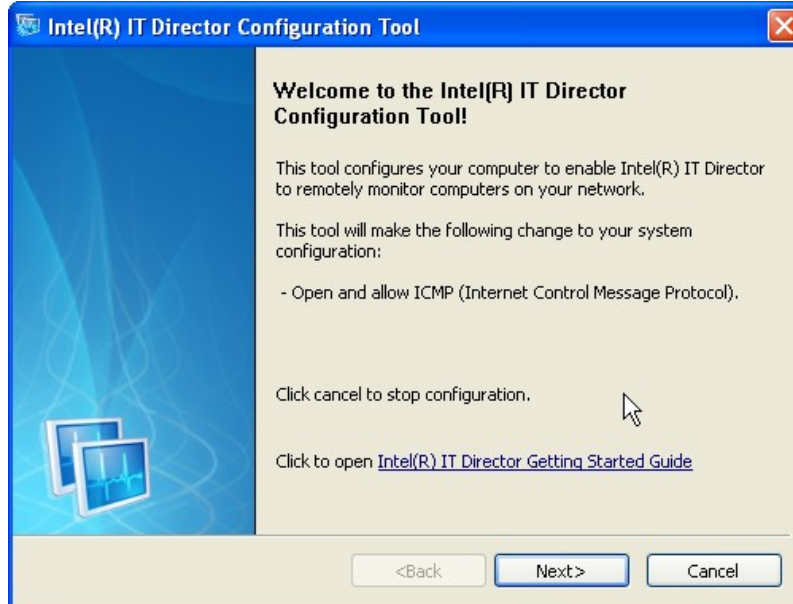 Intel(R) IT Director Configuration Tool
Welcome to the Intel(R) IT Director
Configuration Tool!
This tool configures your computer to enable Intel(R) IT Director
to remotely monitor computers on your network.
This tool will make the following change to your system
configuration:
- Open and allow ICMP (Internet Control Message Protocol).
Click cancel to stop configuration.
Click to open Intel(R) IT Director Getting Started Guide
<Back
Next>
Cancel